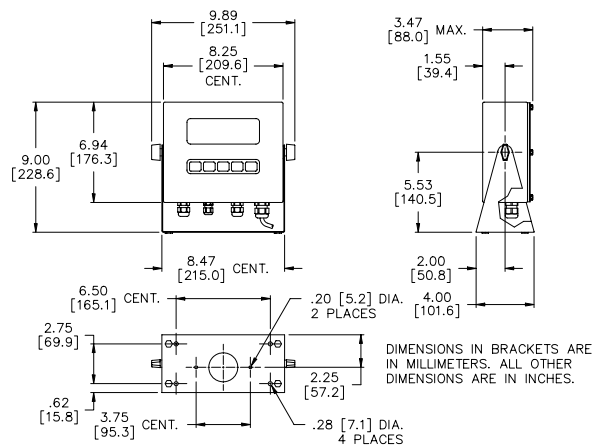 9.89
[251.1]
8.25
[209.6]
CENT.
3.47
[88.0] MAX.
1.55
[39.4]
6.94
[176.3]
9.00
[228.6]
5.53
[140.5]
8.47
[215.0] CENT.
2.00
[50.8]
4.00
[101.6]
6.50
[165.1] CENT.
.20 [5.2] DIA.
2 PLACES
2.75
[69.9]
DIMENSIONS IN BRACKETS ARE
IN MILLIMETERS. ALL OTHER
DIMENSIONS ARE IN INCHES.
2.25
[57.2]
.62
[15.8]
3.75
[95.3] CENT.
.28 [7.1] DIA.
4 PLACES